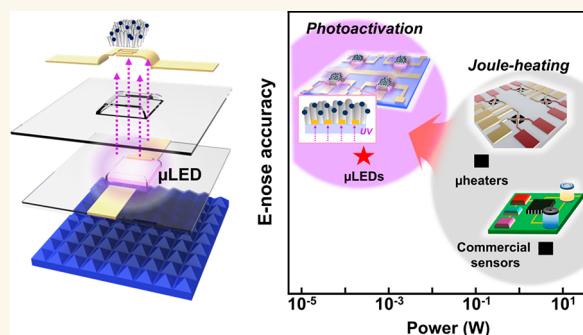 μLED
E-nose accuracy
Photoactivation
Joule-heating
UV
μLEDs
μheaters
Commercial
sensors
10-5
10-3
10-1
101
Power (W)